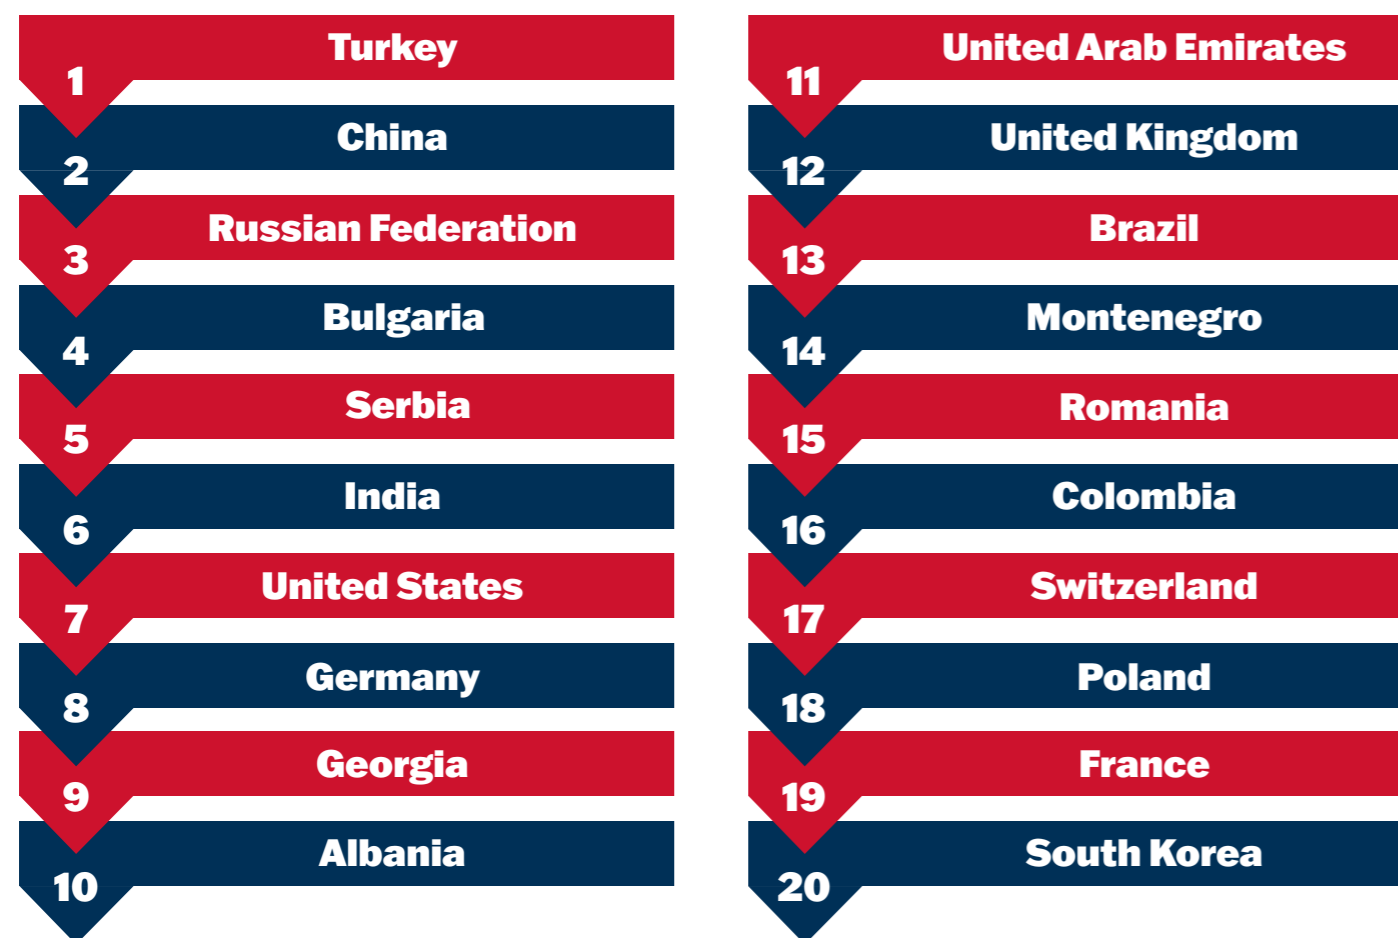 1 Turkey
2 China
3 Russian Federation
4 Bulgaria
5 Serbia
6 India
7 United States
8 Germany
9 Georgia
10 Albania
11 United Arab Emirates
12 United Kingdom
13 Brazil
14 Montenegro
15 Romania
16 Colombia
17 Switzerland
18 Poland
19 France
20 South Korea